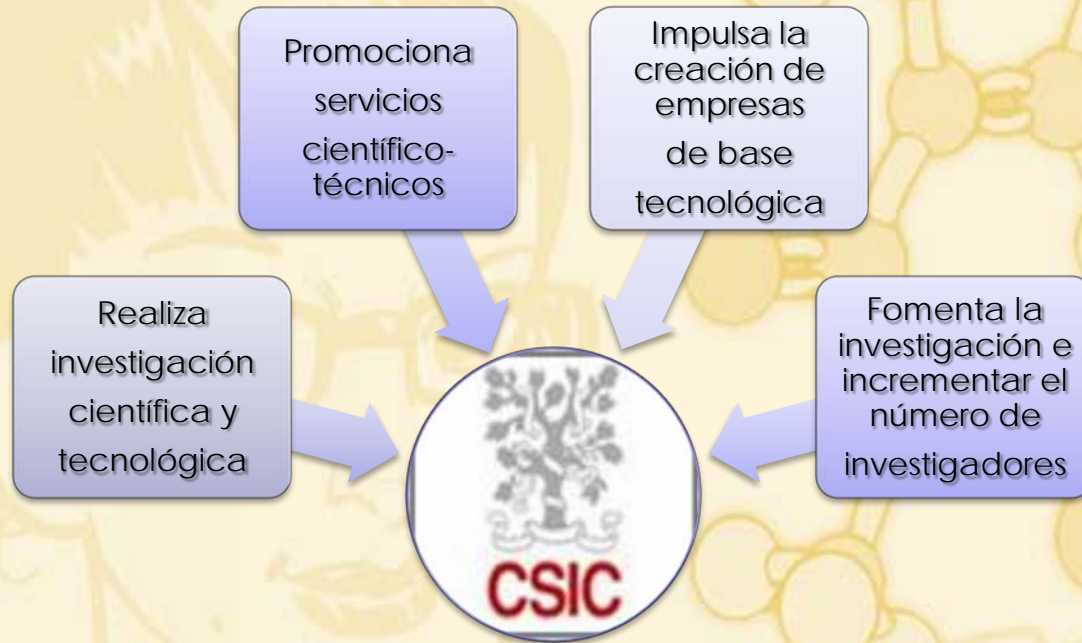 Promociona
servicios
científico-
técnicos
Impulsa la
creación de
empresas
de base
tecnológica
Realiza
investigación
científica y
tecnológica
Fomenta la
investigación e
incrementar el
número de
investigadores
CSIC